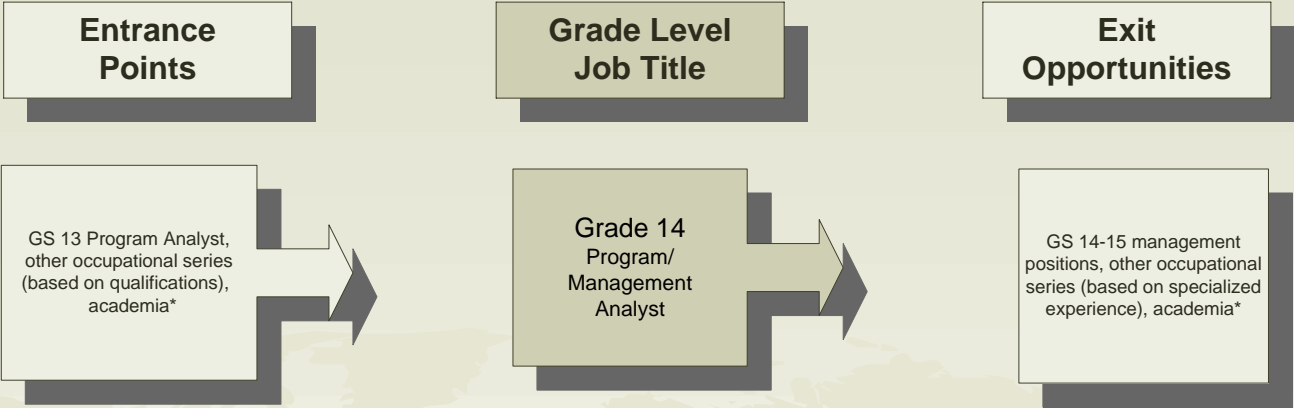 Entrance
Points
Grade Level
Job Title
Exit
Opportunities
GS 13 Program Analyst,
other occupational series
(based on qualifications),
academia*
Grade 14
Program/
Management
Analyst
GS 14-15 management
positions, other occupational
series (based on specialized
experience), academia*